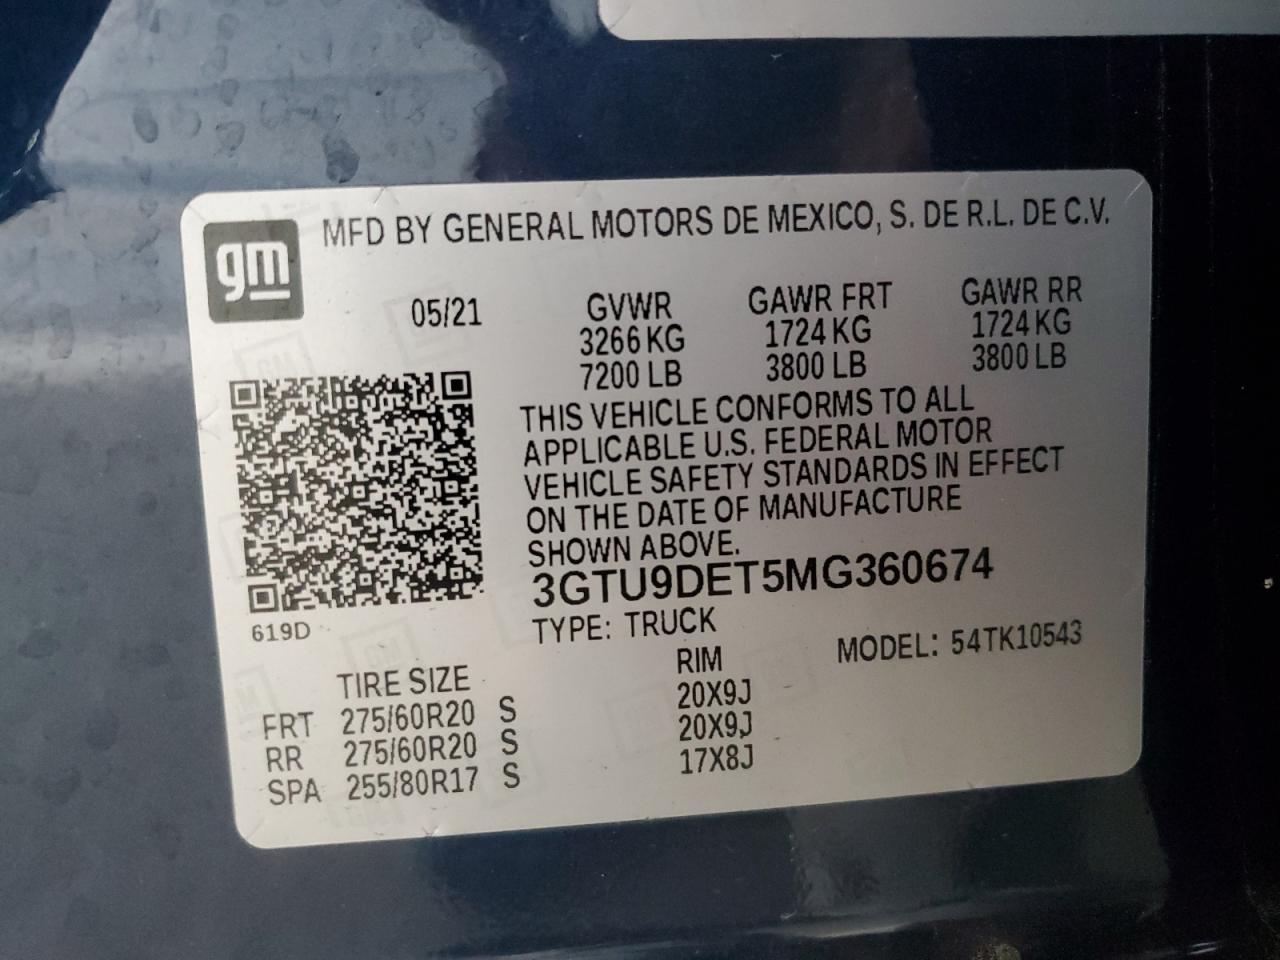 gm
MFD BY GENERAL MOTORS DE MEXICO, S. DE R.L. DE C.V.
05/21 GVWR GAWR FRT GAWR RR
3266 KG 1724 KG 1724 KG
7200 LB 3800 LB 3800 LB
THIS VEHICLE CONFORMS TO ALL
APPLICABLE U.S. FEDERAL MOTOR
VEHICLE SAFETY STANDARDS IN EFFECT
ON THE DATE OF MANUFACTURE
SHOWN ABOVE.
3GTU9DET5MG360674
619D
TYPE: TRUCK
MODEL: 54TK10543
TIRE SIZE RIM
FRT 275/60R20 S 20X9J
RR 275/60R20 S 20X9J
SPA 255/80R17 S 17X8J